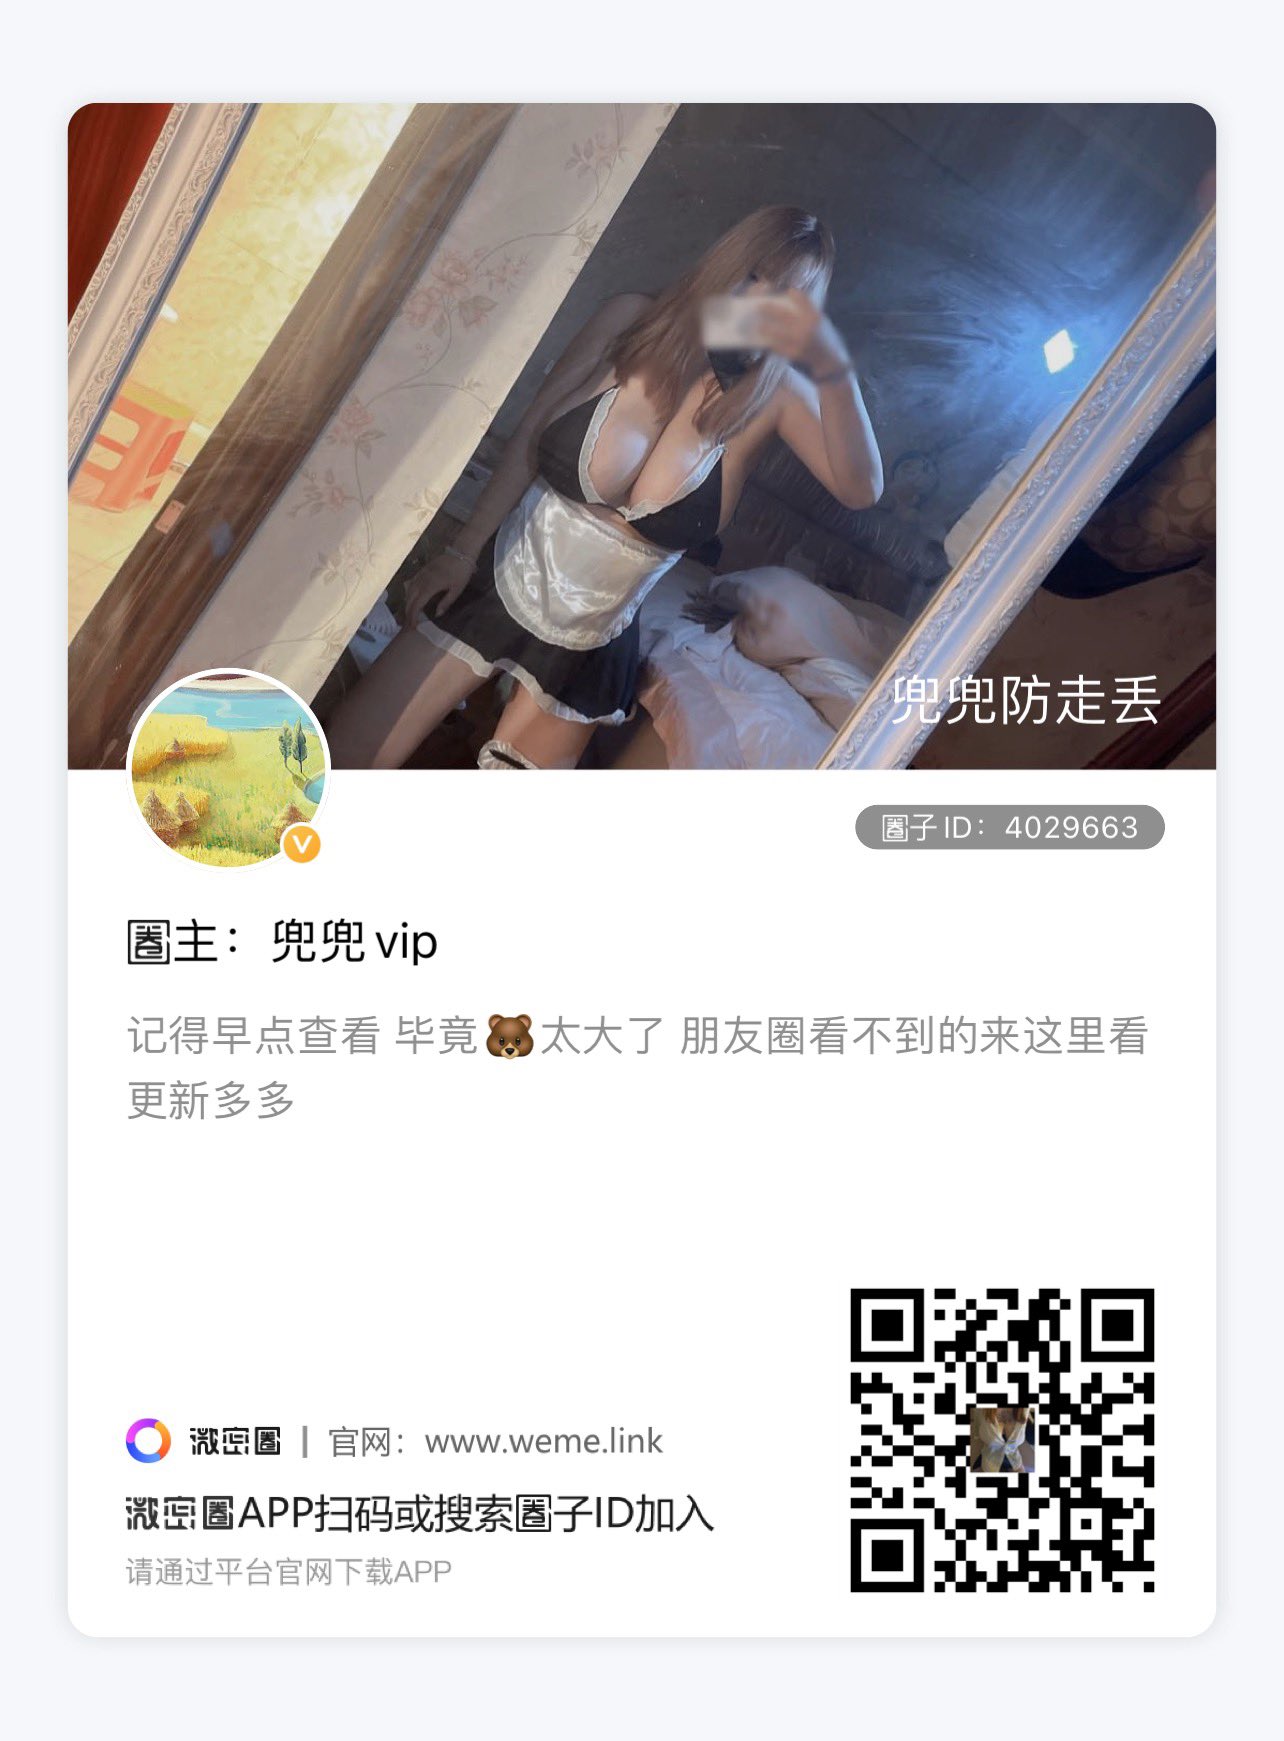 兜兜防走丢
圈子ID：4029663
圈主：兜兜vip
记得早点查看 毕竟🐻太大了 朋友圈看不到的来这里看
更新多多
微密圈 | 官网：www.weme.link
微密圈APP扫码或搜索圈子ID加入
请通过平台官网下载APP